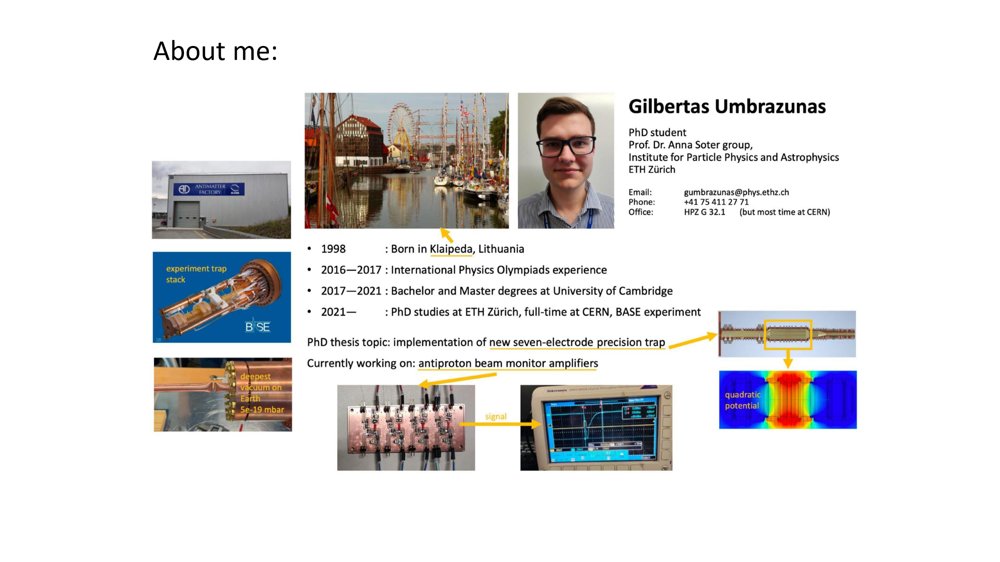 About me:
Gilbertas Umbrazunas
PhD student
Prof. Dr. Anna Soter group,
Institute for Particle Physics and Astrophysics
ETH Zürich
Email: gumbrazunas@phys.ethz.ch
Phone: +41 75 411 27 71
Office: HPZ G 32.1 (but most time at CERN)
AD ANTIMATTER FACTORY ELENA
experiment trap
stack
BASE
deepest
vacuum on
Earth
5e-19 mbar
• 1998 : Born in Klaipeda, Lithuania
• 2016—2017 : International Physics Olympiads experience
• 2017—2021 : Bachelor and Master degrees at University of Cambridge
• 2021— : PhD studies at ETH Zürich, full-time at CERN, BASE experiment
PhD thesis topic: implementation of new seven-electrode precision trap
Currently working on: antiproton beam monitor amplifiers
signal
Tektronix
quadratic
potential